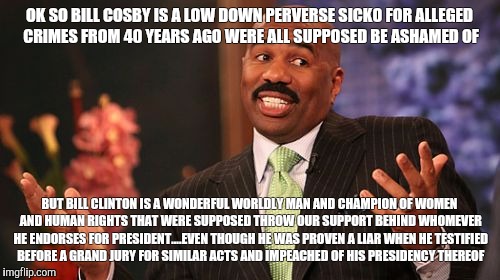 OK SO BILL COSBY IS A LOW DOWN PERVERSE SICKO FOR ALLEGED
CRIMES FROM 40 YEARS AGO WERE ALL SUPPOSED BE ASHAMED OF
BUT BILL CLINTON IS A WONDERFUL WORLDLY MAN AND CHAMPION OF WOMEN
AND HUMAN RIGHTS THAT WERE SUPPOSED THROW OUR SUPPORT BEHIND WHOMEVER
HE ENDORSES FOR PRESIDENT....EVEN THOUGH HE WAS PROVEN A LIAR WHEN HE TESTIFIED
BEFORE A GRAND JURY FOR SIMILAR ACTS AND IMPEACHED OF HIS PRESIDENCY THEREOF
imgflip.com